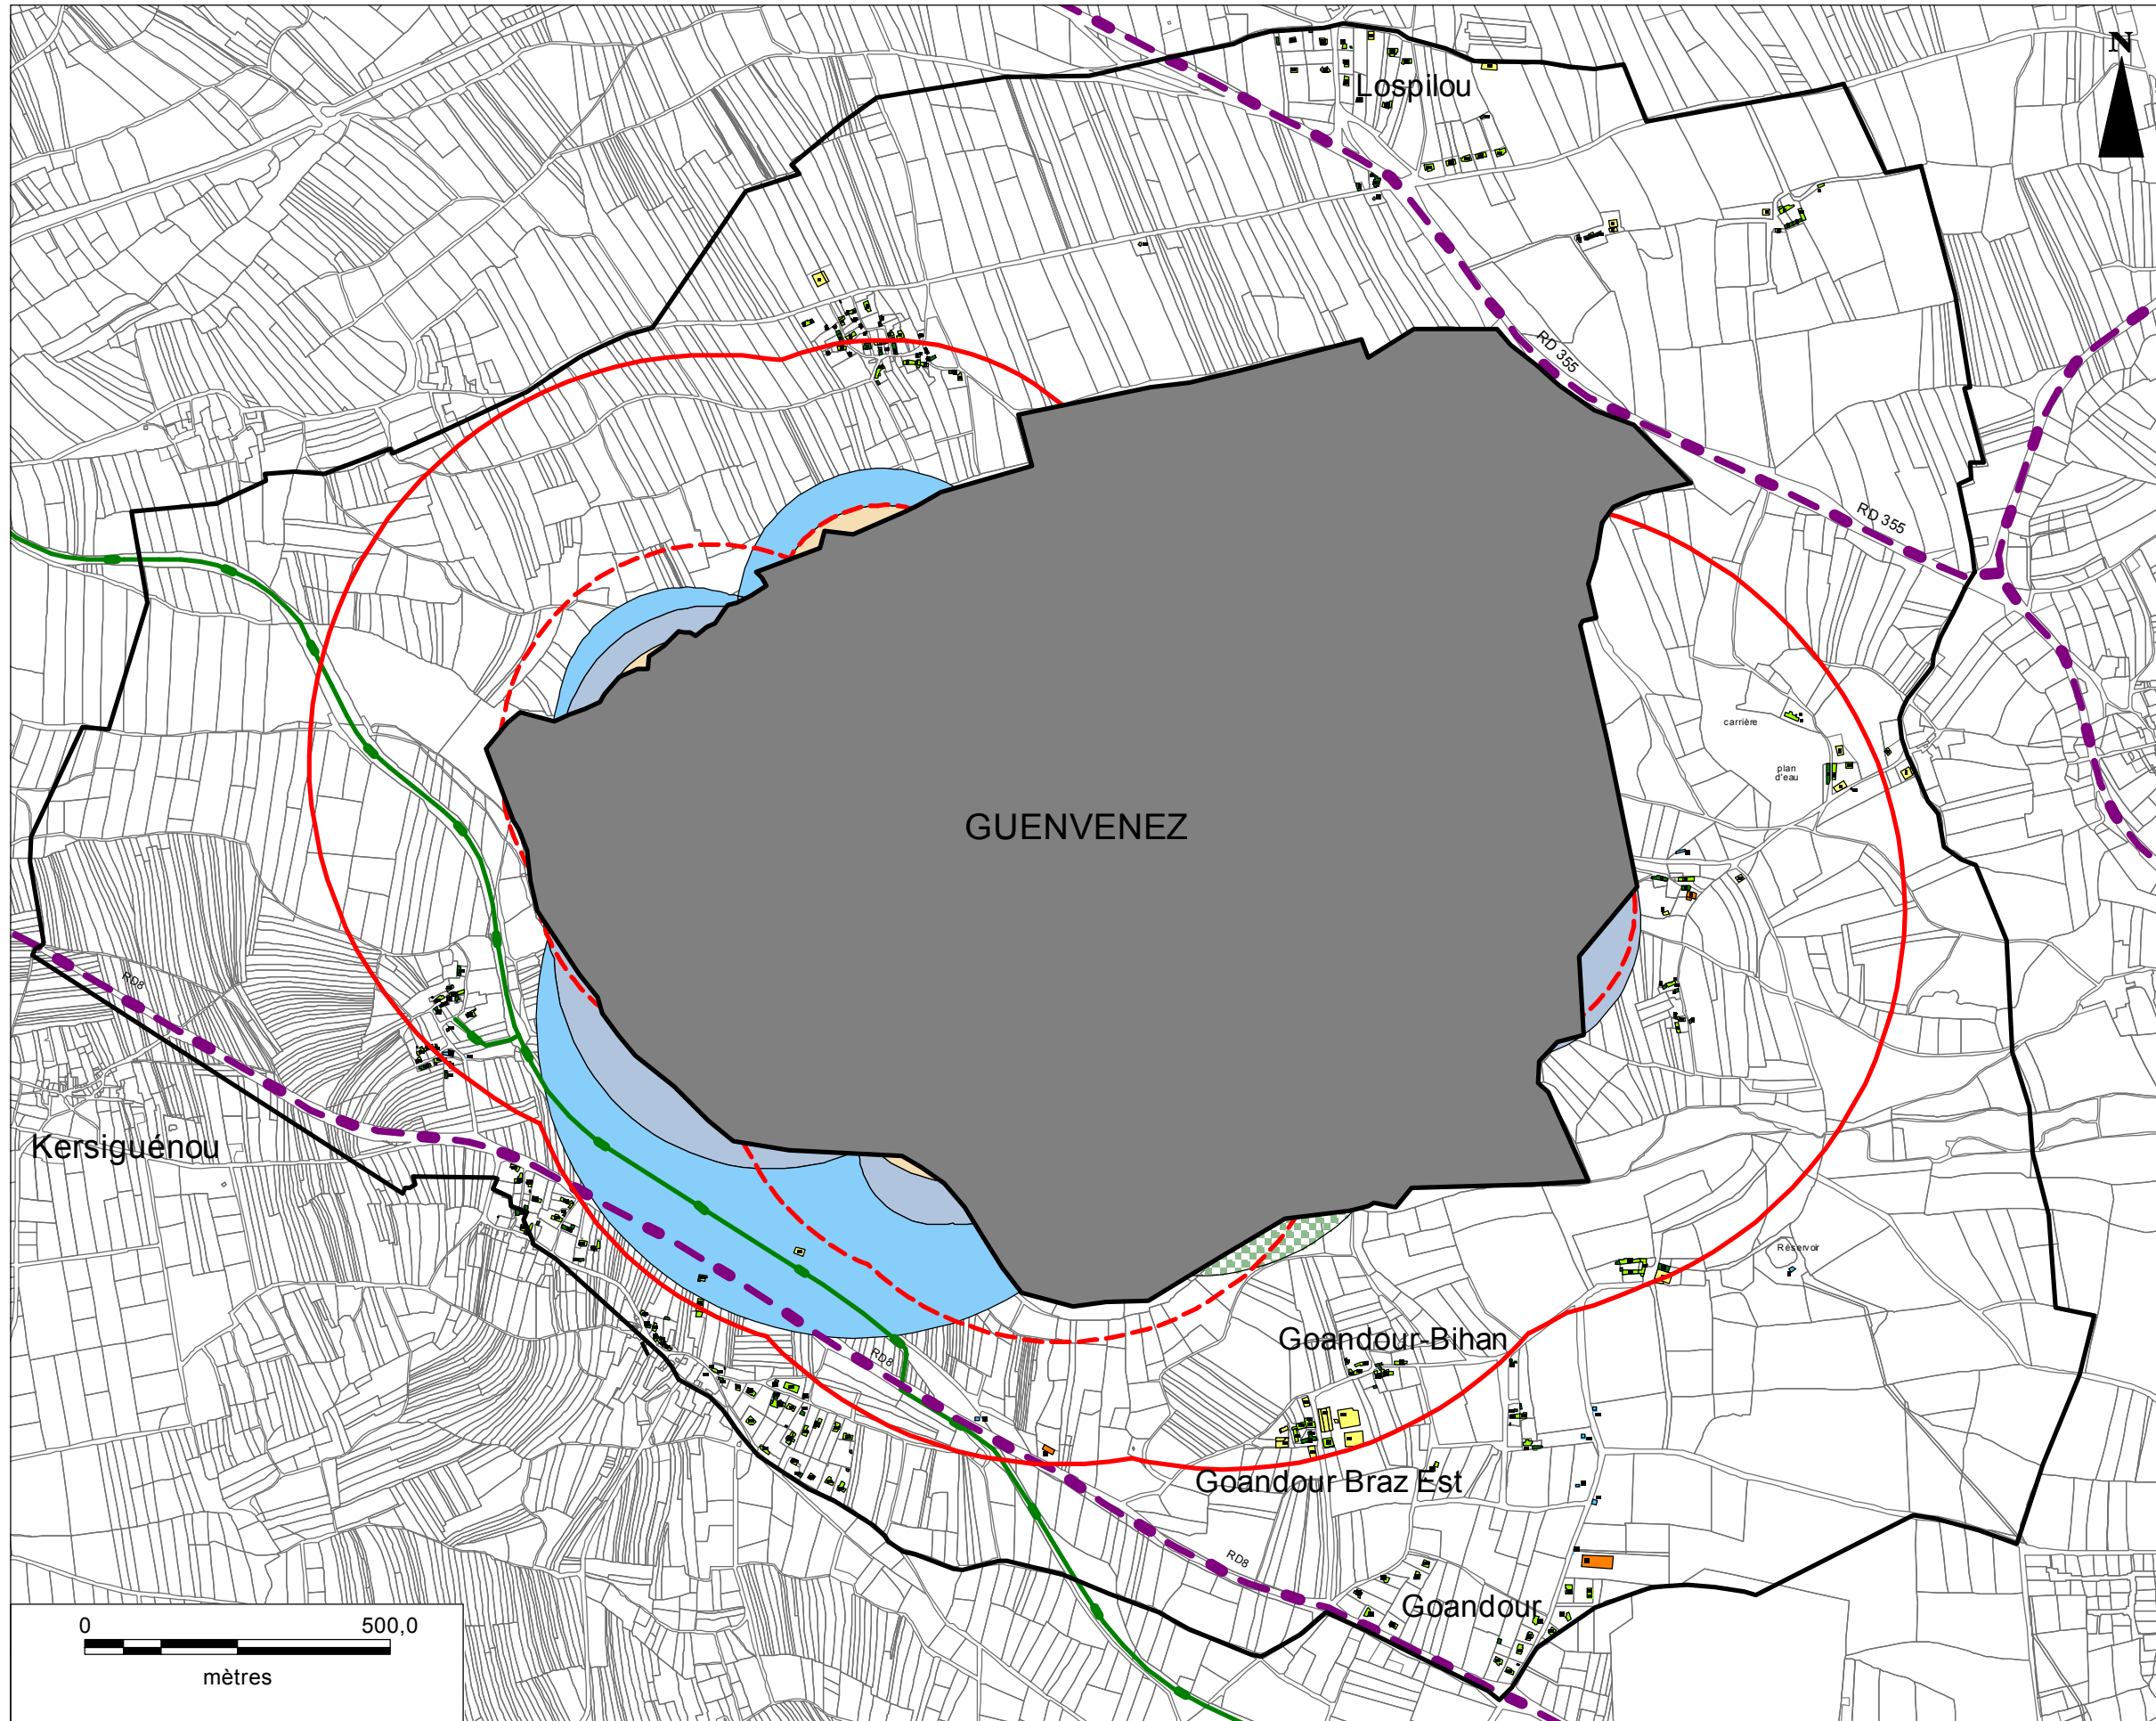 N
Lospilou
RD 355
RD 355
carrière
plan
d'eau
GUENVENEZ
RD8
Kersiguénou
Réservoir
Goandour-Bihan
RD8
Goandour Braz Est
RD8
Goandour
0 500,0
mètres